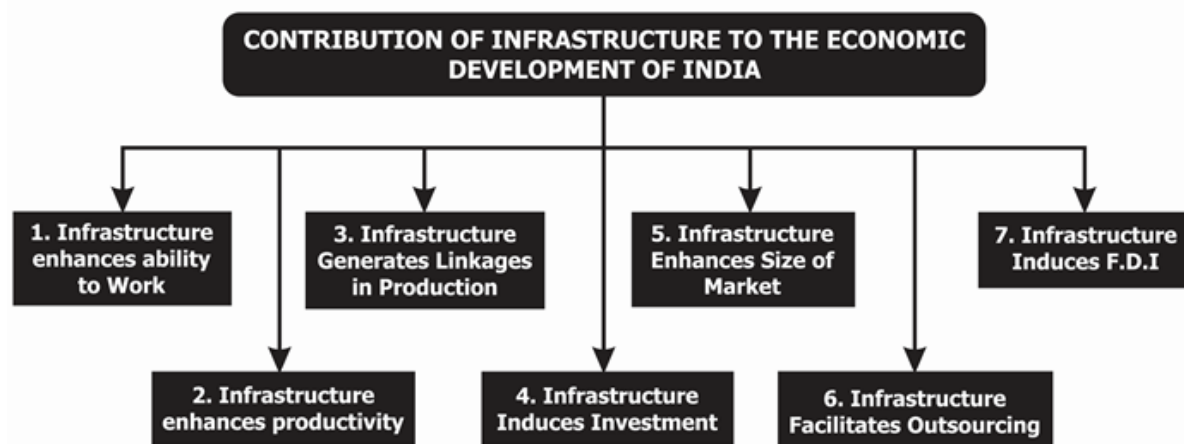 CONTRIBUTION OF INFRASTRUCTURE TO THE ECONOMIC
DEVELOPMENT OF INDIA
1. Infrastructure
enhances ability
to Work
3. Infrastructure
Generates Linkages
in Production
5. Infrastructure
Enhances Size of
Market
7. Infrastructure
Induces F.D.I
2. Infrastructure
enhances productivity
4. Infrastructure
Induces Investment
6. Infrastructure
Facilitates Outsourcing